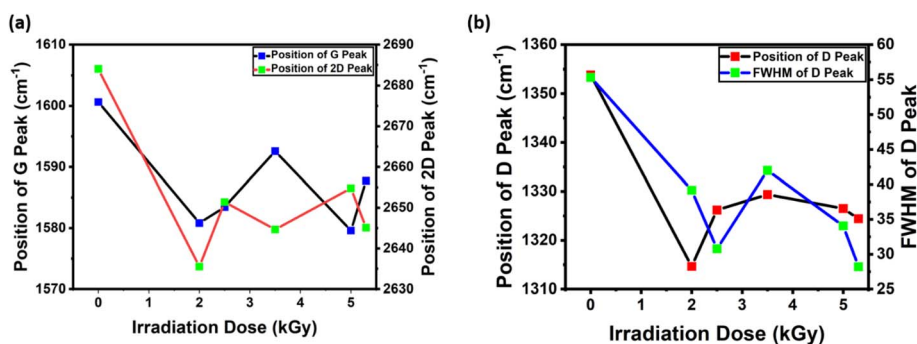 (a)
Position of G Peak
Position of 2D Peak
Position of G Peak (cm-1)
1610
1600
1590
1580
1570
Position of 2D Peak (cm-1)
2690
2680
2670
2660
2650
2640
2630
0 1 2 3 4 5
Irradiation Dose (kGy)
(b)
Position of D Peak
FWHM of D Peak
Position of D Peak (cm-1)
1360
1350
1340
1330
1320
1310
FWHM of D Peak
60
55
50
45
40
35
30
25
0 1 2 3 4 5
Irradiation Dose (kGy)